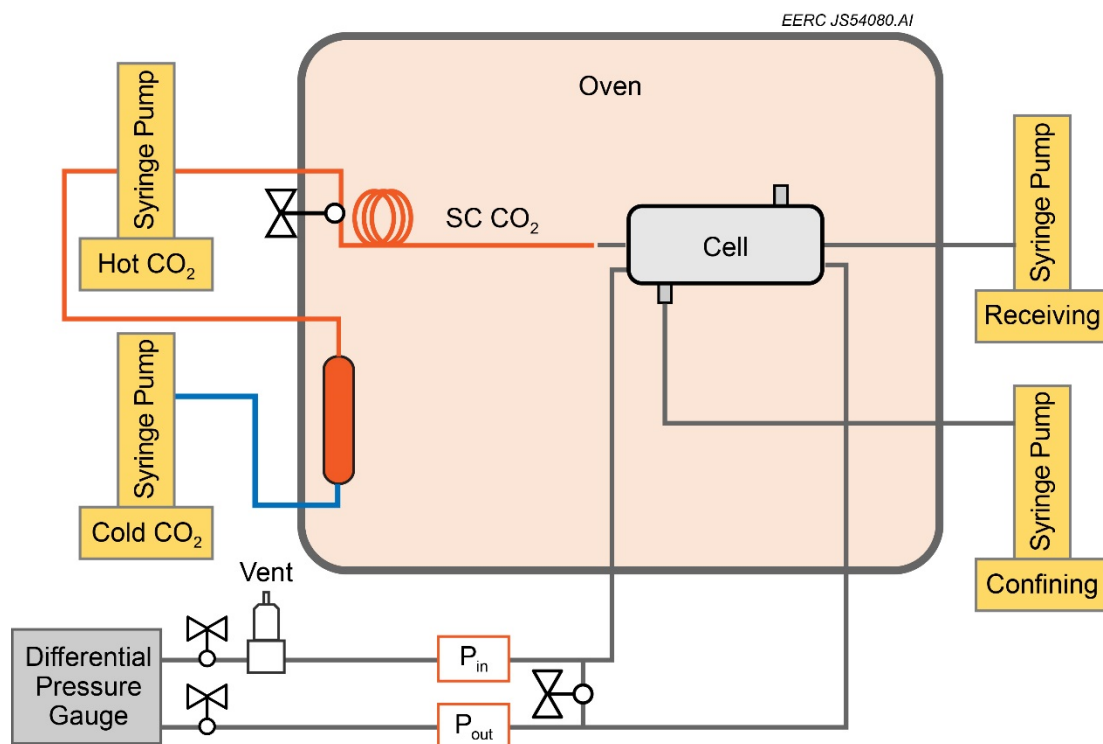 EERC JS54080.AI
Oven
Syringe Pump
Hot CO₂
SC CO₂
Cell
Syringe Pump
Receiving
Syringe Pump
Cold CO₂
Syringe Pump
Confining
Vent
Differential
Pressure
Gauge
Pin
Pout